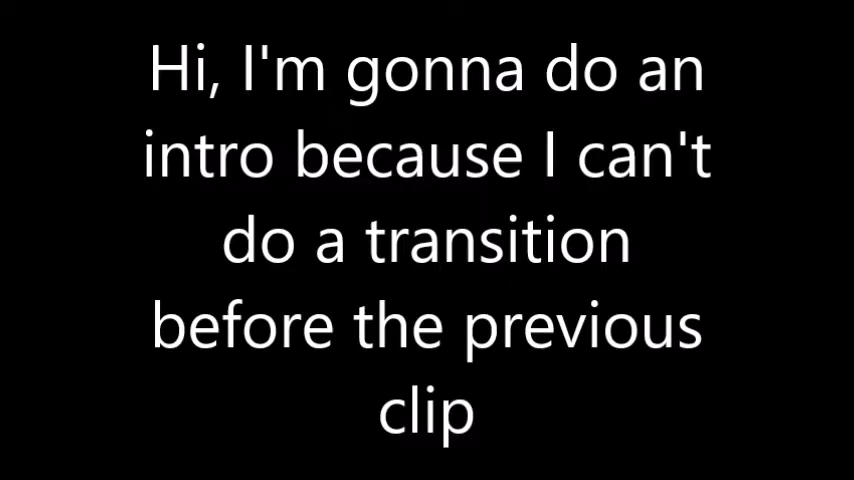 Hi, I'm gonna do an
intro because I can't
do a transition
before the previous
clip